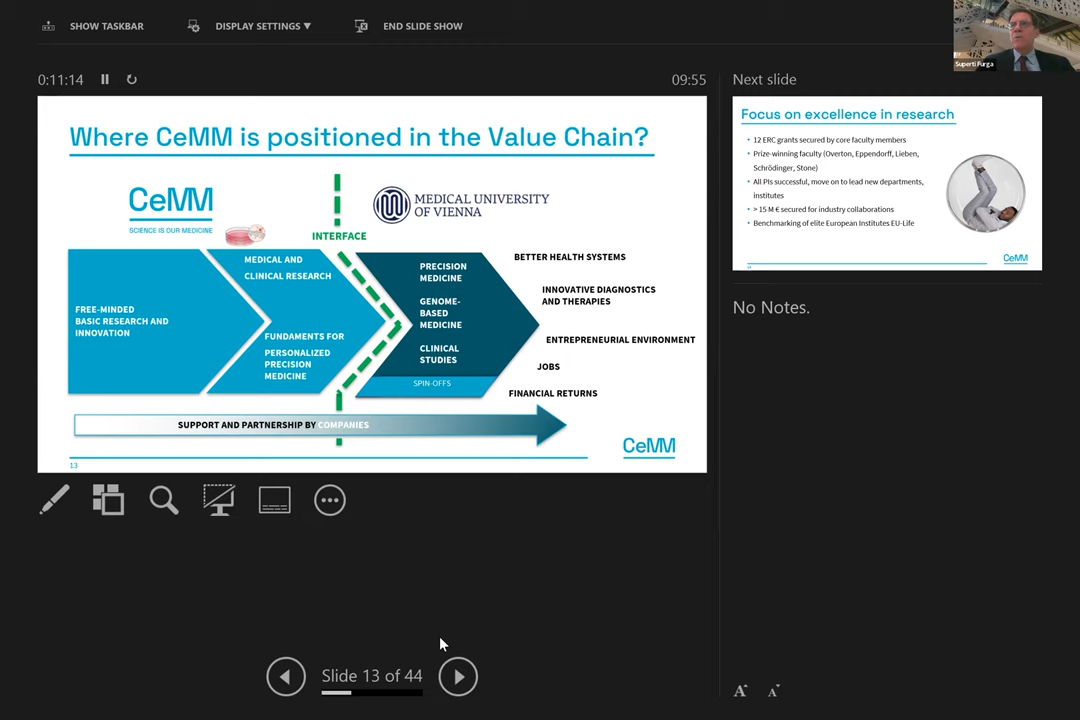 SHOW TASKBAR
DISPLAY SETTINGS ▼
END SLIDE SHOW
Superti Furga
0:11:14
09:55
Next slide
Where CeMM is positioned in the Value Chain?
CeMM
SCIENCE IS OUR MEDICINE
MEDICAL UNIVERSITY
OF VIENNA
INTERFACE
FREE-MINDED
BASIC RESEARCH AND
INNOVATION
MEDICAL AND
CLINICAL RESEARCH
FUNDAMENTS FOR
PERSONALIZED
PRECISION
MEDICINE
PRECISION
MEDICINE
GENOME-
BASED
MEDICINE
CLINICAL
STUDIES
SPIN-OFFS
BETTER HEALTH SYSTEMS
INNOVATIVE DIAGNOSTICS
AND THERAPIES
ENTREPRENEURIAL ENVIRONMENT
JOBS
FINANCIAL RETURNS
SUPPORT AND PARTNERSHIP BY COMPANIES
CeMM
13
Focus on excellence in research
• 12 ERC grants secured by core faculty members
• Prize-winning faculty (Overton, Eppendorff, Lieben,
Schrödinger, Stone)
• All PIs successful, move on to lead new departments,
institutes
• > 15 M € secured for industry collaborations
• Benchmarking of elite European Institutes EU-Life
CeMM
No Notes.
Slide 13 of 44
A A